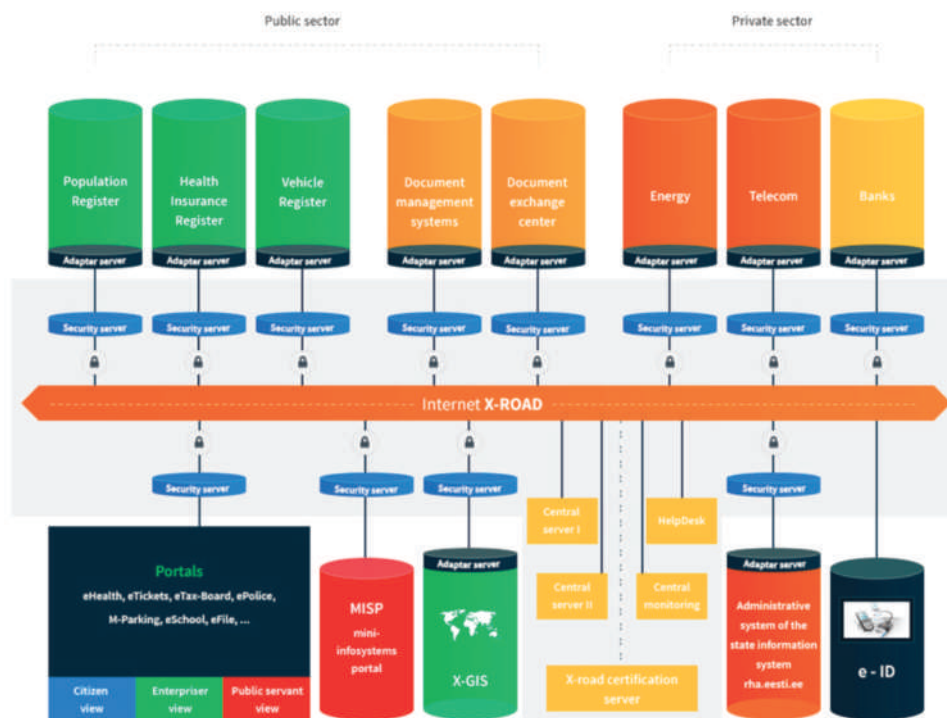 Public sector
Private sector
Population
Register
Health
Insurance
Register
Vehicle
Register
Document
management
systems
Document
exchange
center
Energy
Telecom
Banks
Adapter server
Adapter server
Adapter server
Adapter server
Adapter server
Adapter server
Adapter server
Adapter server
Security server
Security server
Security server
Security server
Security server
Security server
Security server
Security server
Internet X-ROAD
Security server
Security server
Security server
Security server
Central
server I
HelpDesk
Portals
eHealth, eTickets, eTax-Board, ePolice,
M-Parking, eSchool, eFile, ...
Citizen
view
Enterpriser
view
Public servant
view
MISP
mini-
infosystems
portal
Adapter server
X-GIS
Central
server II
Central
monitoring
X-road certification
server
Adapter server
Administrative
system of the
state information
system
rha.eesti.ee
e - ID